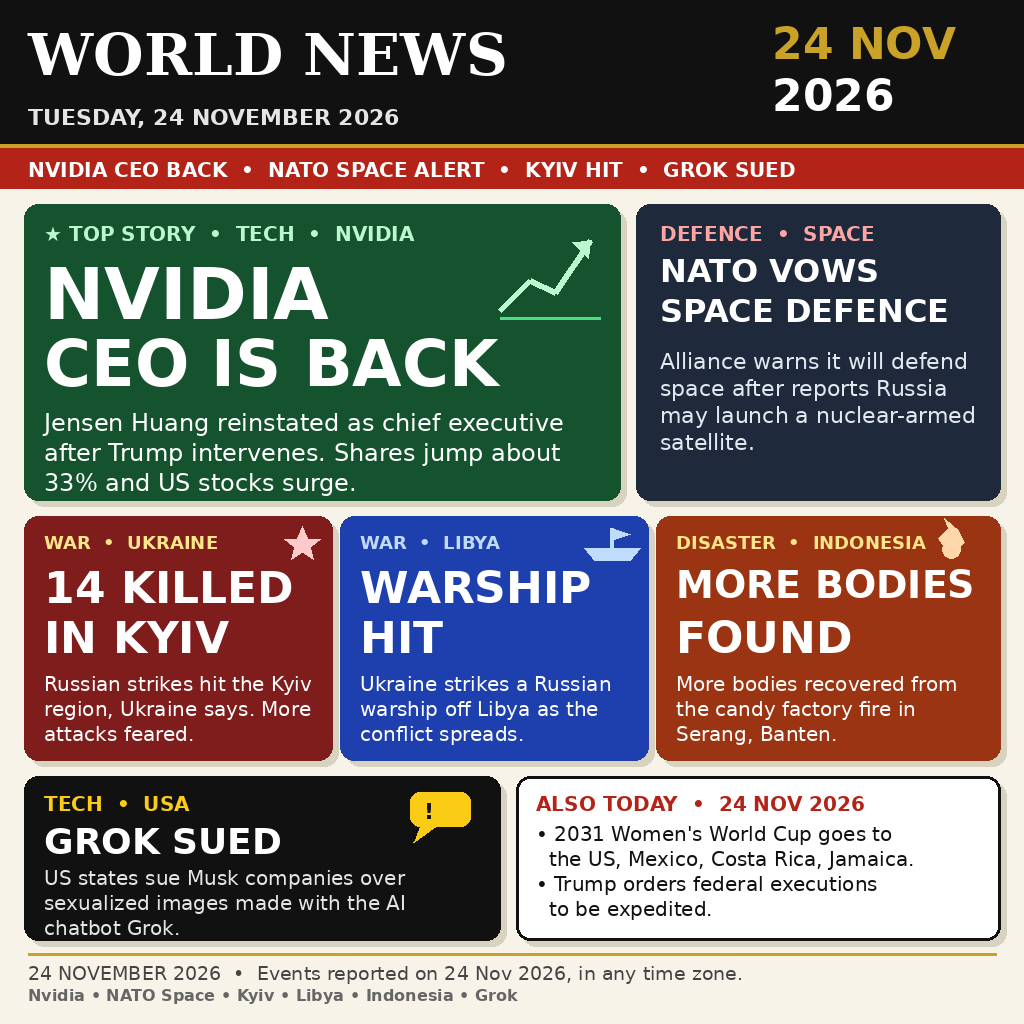 WORLD NEWS
TUESDAY, 24 NOVEMBER 2026
24 NOV
2026
NVIDIA CEO BACK • NATO SPACE ALERT • KYIV HIT • GROK SUED
★ TOP STORY • TECH • NVIDIA
NVIDIA
CEO IS BACK
Jensen Huang reinstated as chief executive
after Trump intervenes. Shares jump about
33% and US stocks surge.
DEFENCE • SPACE
NATO VOWS
SPACE DEFENCE
Alliance warns it will defend
space after reports Russia
may launch a nuclear-armed
satellite.
WAR • UKRAINE
14 KILLED
IN KYIV
Russian strikes hit the Kyiv
region, Ukraine says. More
attacks feared.
WAR • LIBYA
WARSHIP
HIT
Ukraine strikes a Russian
warship off Libya as the
conflict spreads.
DISASTER • INDONESIA
MORE BODIES
FOUND
More bodies recovered from
the candy factory fire in
Serang, Banten.
TECH • USA
!
GROK SUED
US states sue Musk companies over
sexualized images made with the AI
chatbot Grok.
ALSO TODAY • 24 NOV 2026
• 2031 Women's World Cup goes to
the US, Mexico, Costa Rica, Jamaica.
• Trump orders federal executions
to be expedited.
24 NOVEMBER 2026 • Events reported on 24 Nov 2026, in any time zone.
Nvidia • NATO Space • Kyiv • Libya • Indonesia • Grok